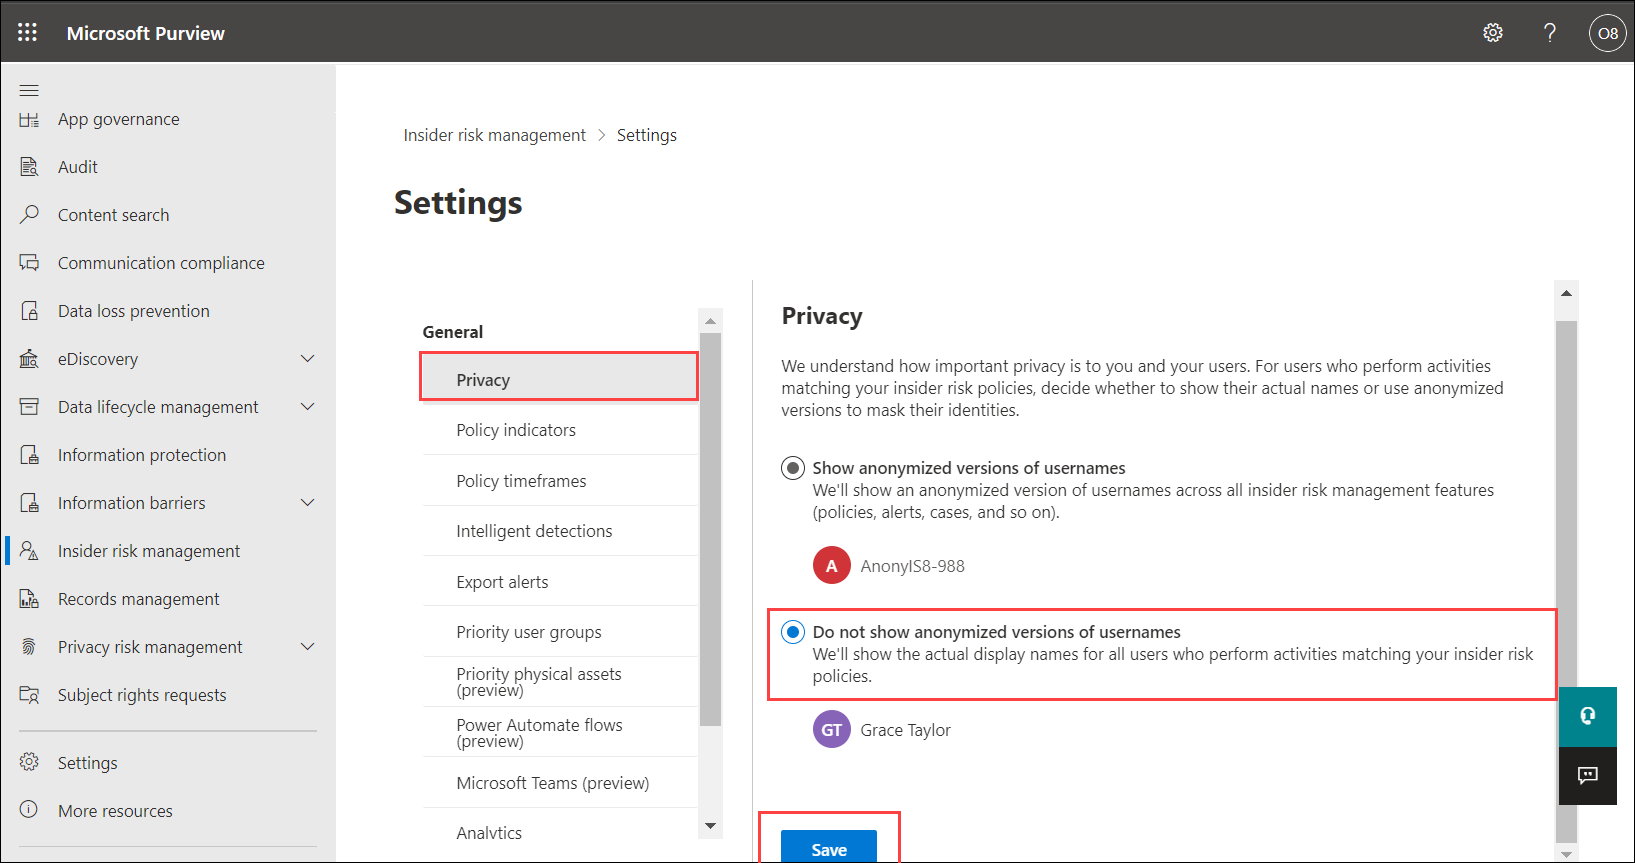 Microsoft Purview
?
O8
App governance
Audit
Content search
Communication compliance
Data loss prevention
eDiscovery
Data lifecycle management
Information protection
Information barriers
Insider risk management
Records management
Privacy risk management
Subject rights requests
Settings
More resources
Insider risk management > Settings
Settings
General
Privacy
Policy indicators
Policy timeframes
Intelligent detections
Export alerts
Priority user groups
Priority physical assets
(preview)
Power Automate flows
(preview)
Microsoft Teams (preview)
Analytics
Privacy
We understand how important privacy is to you and your users. For users who perform activities
matching your insider risk policies, decide whether to show their actual names or use anonymized
versions to mask their identities.
Show anonymized versions of usernames
We'll show an anonymized version of usernames across all insider risk management features
(policies, alerts, cases, and so on).
A AnonyIS8-988
Do not show anonymized versions of usernames
We'll show the actual display names for all users who perform activities matching your insider risk
policies.
GT Grace Taylor
Save